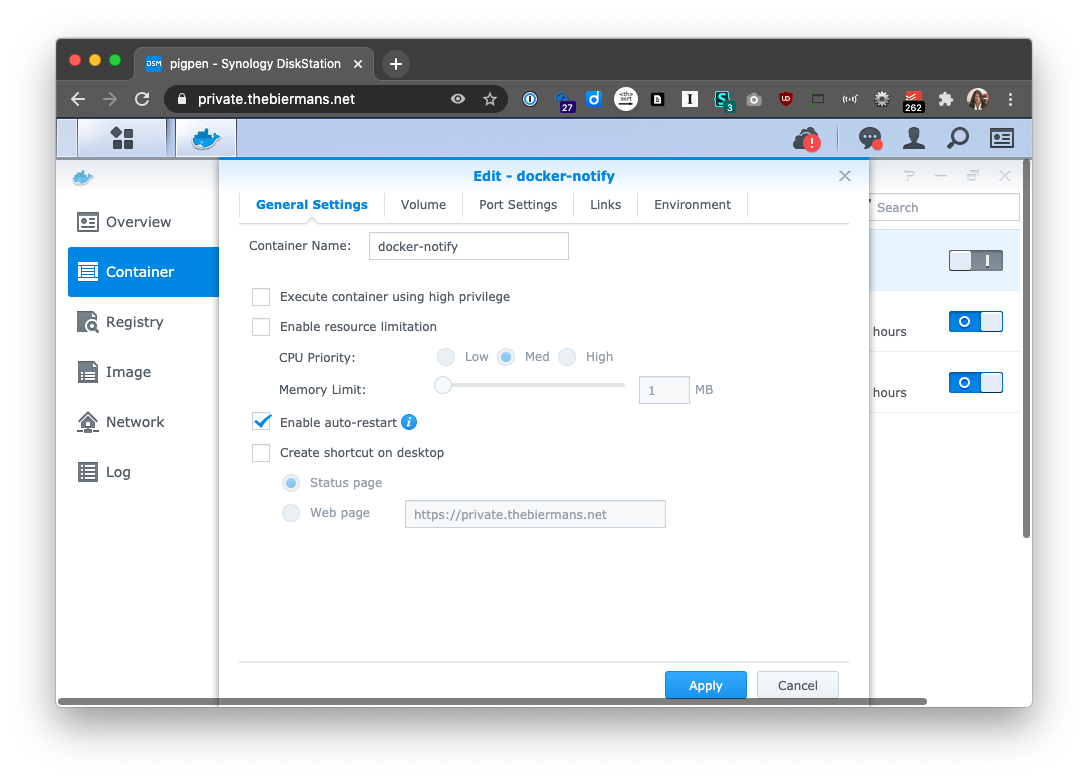 DSM pigpen - Synology DiskStation
private.thebiermans.net
27
d
<th>
sort
I
S
3
UD
262
Edit - docker-notify
General Settings Volume Port Settings Links Environment
Search
Overview
Container Name: docker-notify
Container
Execute container using high privilege
Registry
Enable resource limitation
hours
CPU Priority: Low Med High
Image
Memory Limit: 1 MB
hours
Network
Enable auto-restart i
Create shortcut on desktop
Log
Status page
Web page https://private.thebiermans.net
Apply Cancel